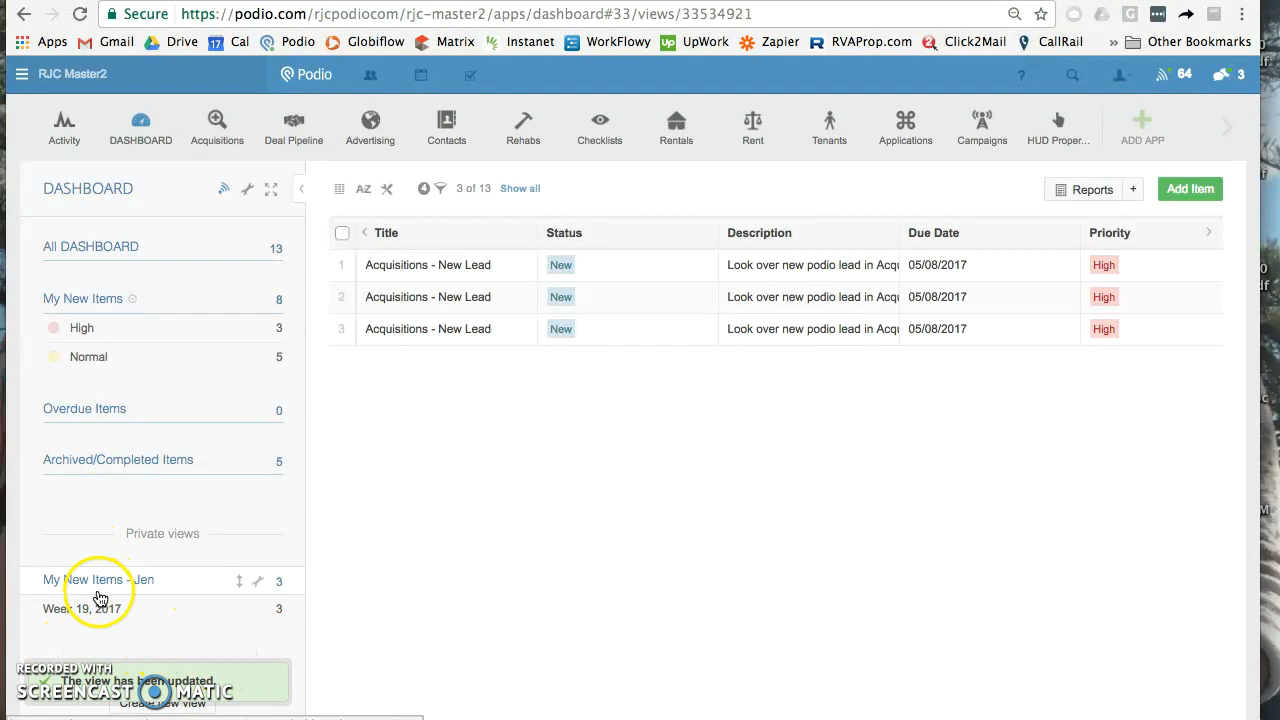 Secure https://podio.com/rjcpodiocom/rjc-master2/apps/dashboard#33/views/33534921
Apps Gmail Drive 17 Cal Podio Globiflow Matrix Instanet WorkFlowy Up UpWork Zapier R RVAProp.com 2 Click2Mail CallRail » Other Bookmarks
RJC Master2 Podio ? 64 3
Activity DASHBOARD Acquisitions Deal Pipeline Advertising Contacts Rehabs Checklists Rentals Rent Tenants Applications Campaigns HUD Proper... ADD APP
DASHBOARD
AZ 4 3 of 13 Show all
Reports + Add Item
All DASHBOARD 13
My New Items 8
High 3
Normal 5
Overdue Items 0
Archived/Completed Items 5
Private views
My New Items - Jen 3
Week 19, 2017 3
The view has been updated.
Create new view
RECORDED WITH
SCREENCAST MATIC
Title Status Description Due Date Priority
1 Acquisitions - New Lead New Look over new podio lead in Acqu 05/08/2017 High
2 Acquisitions - New Lead New Look over new podio lead in Acqu 05/08/2017 High
3 Acquisitions - New Lead New Look over new podio lead in Acqu 05/08/2017 High